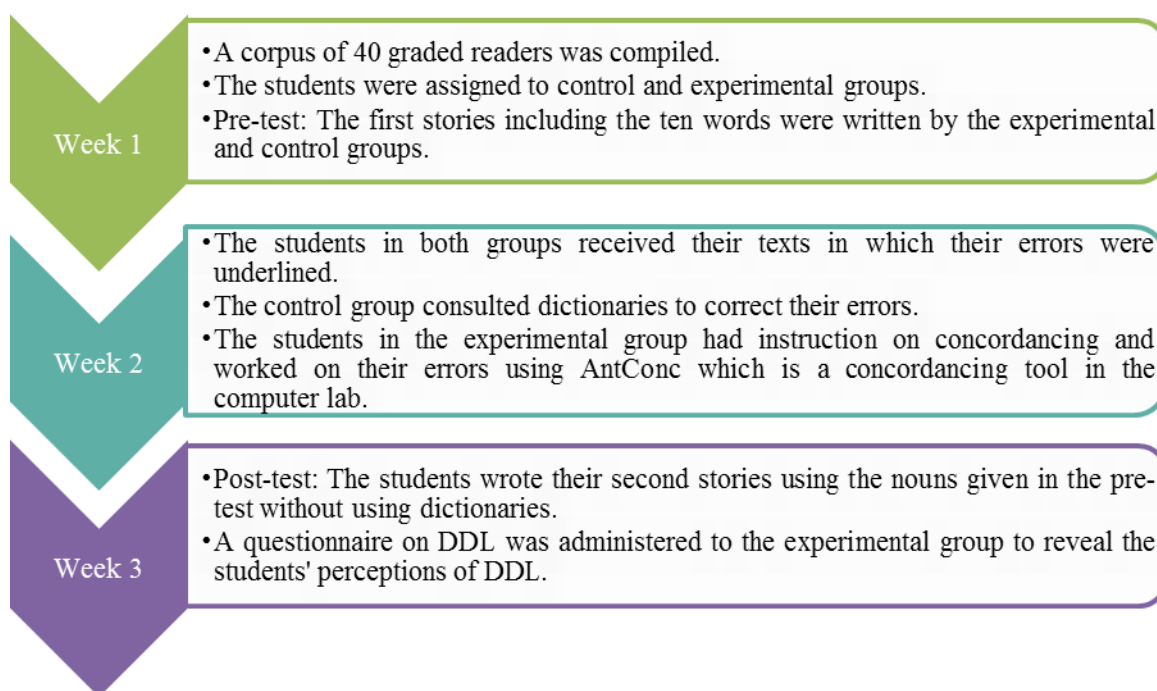 Week 1
•A corpus of 40 graded readers was compiled.
•The students were assigned to control and experimental groups.
•Pre-test: The first stories including the ten words were written by the experimental
and control groups.
Week 2
•The students in both groups received their texts in which their errors were
underlined.
•The control group consulted dictionaries to correct their errors.
•The students in the experimental group had instruction on concordancing and
worked on their errors using AntConc which is a concordancing tool in the
computer lab.
Week 3
•Post-test: The students wrote their second stories using the nouns given in the pre-
test without using dictionaries.
•A questionnaire on DDL was administered to the experimental group to reveal the
students' perceptions of DDL.